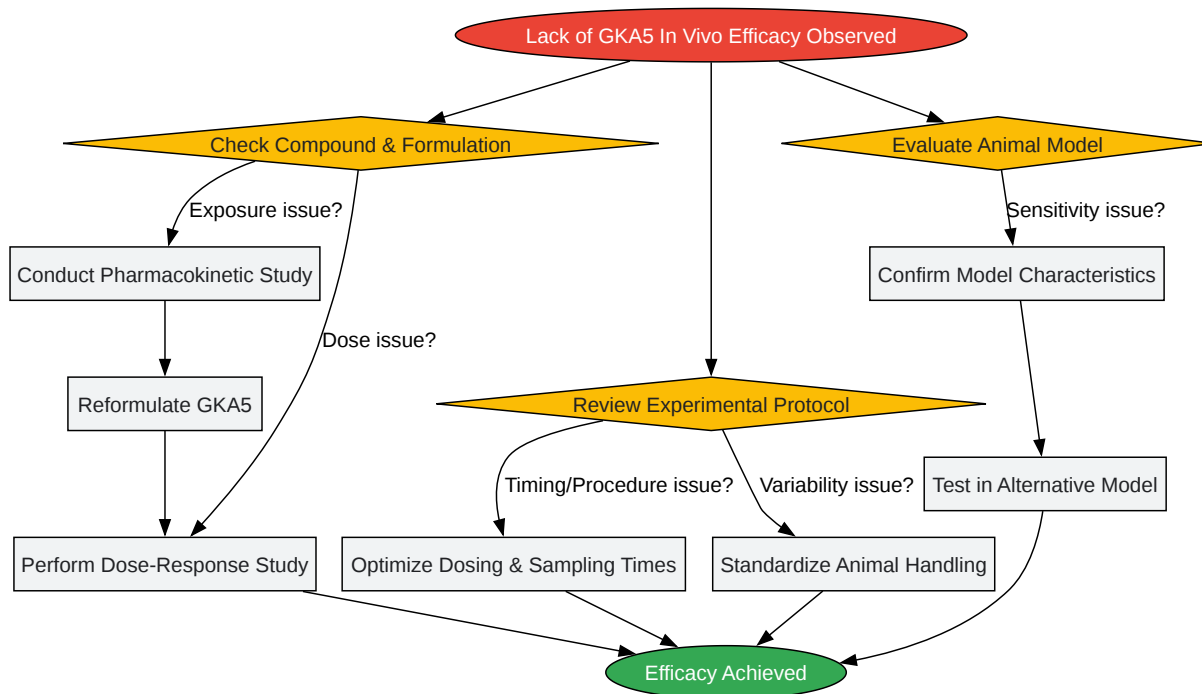 Lack of GKA5 In Vivo Efficacy Observed
Check Compound & Formulation
Evaluate Animal Model
Exposure issue?
Sensitivity issue?
Conduct Pharmacokinetic Study
Confirm Model Characteristics
Dose issue?
Reformulate GKA5
Review Experimental Protocol
Timing/Procedure issue?
Variability issue?
Test in Alternative Model
Perform Dose-Response Study
Optimize Dosing & Sampling Times
Standardize Animal Handling
Efficacy Achieved